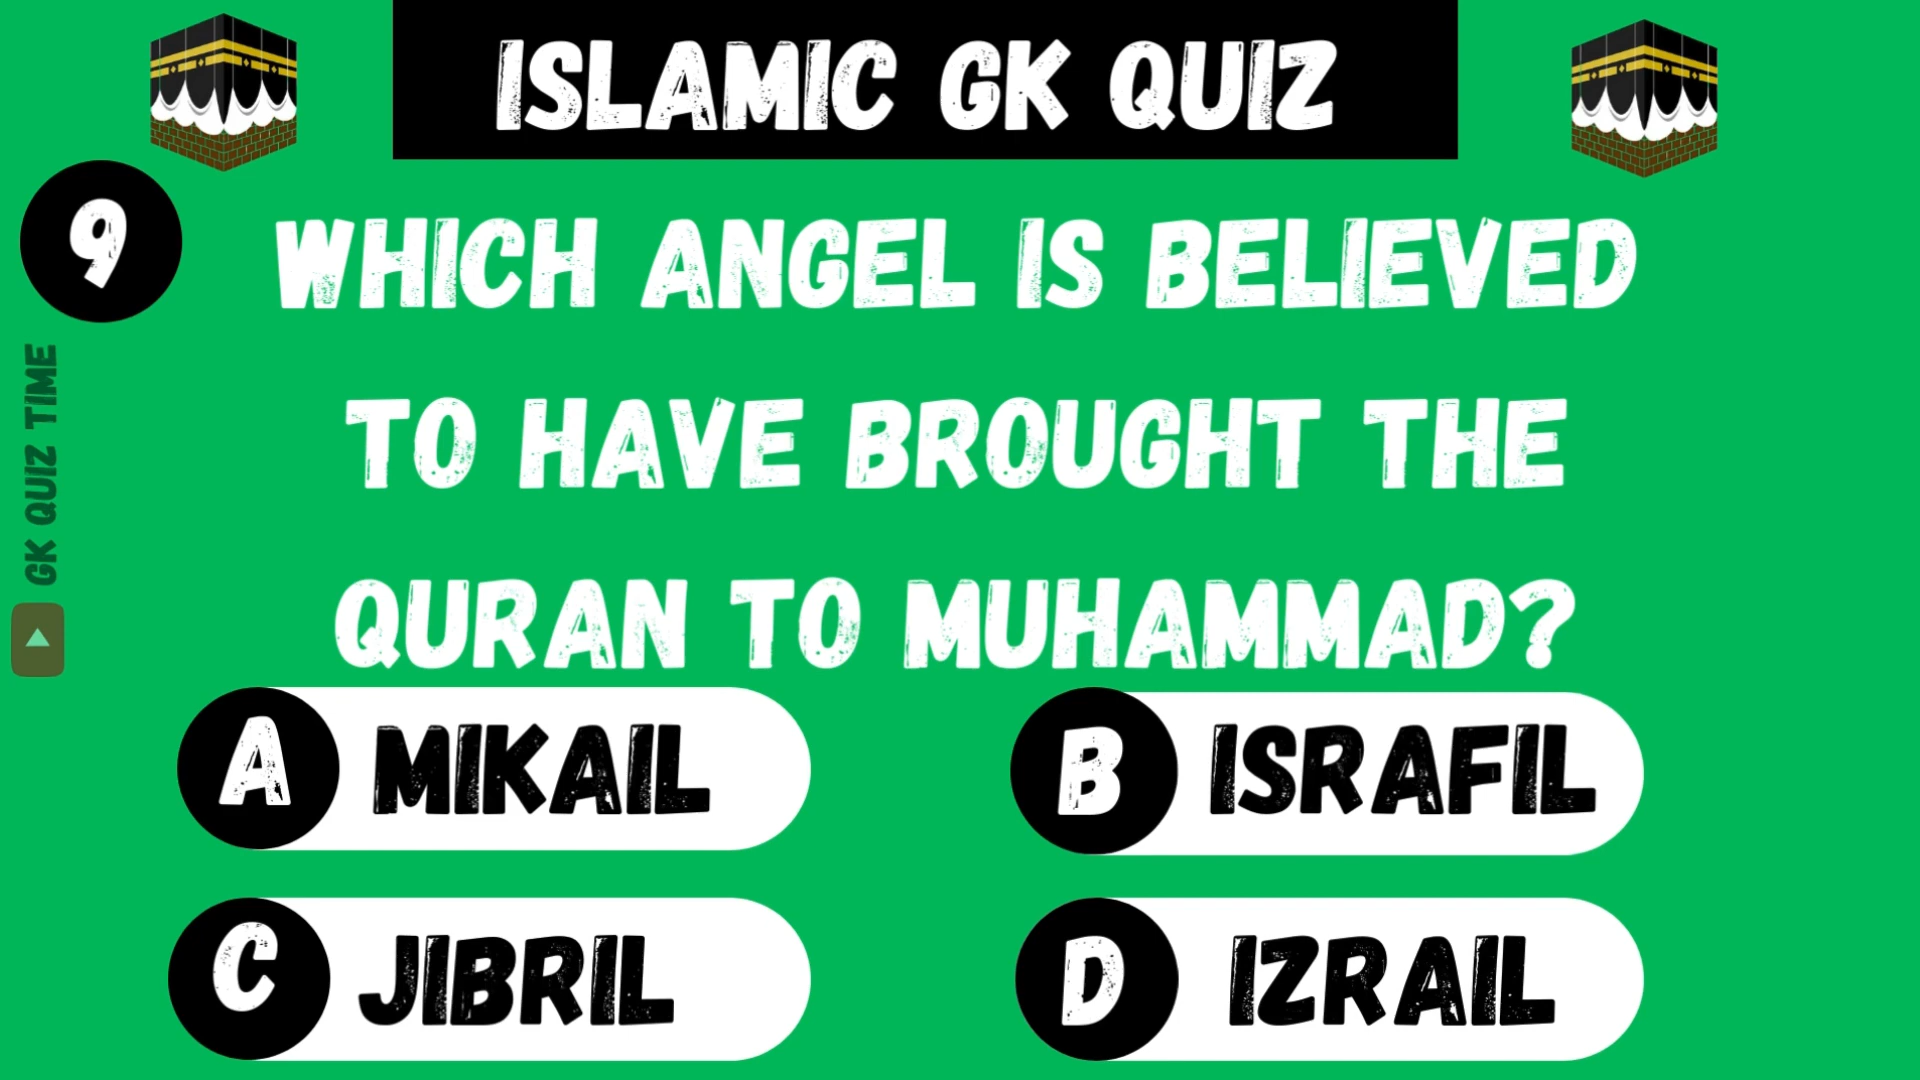 ISLAMIC GK QUIZ
9
WHICH ANGEL IS BELIEVED
TO HAVE BROUGHT THE
QURAN TO MUHAMMAD?
A MIKAIL
B ISRAFIL
C JIBRIL
D IZRAIL
GK QUIZ TIME